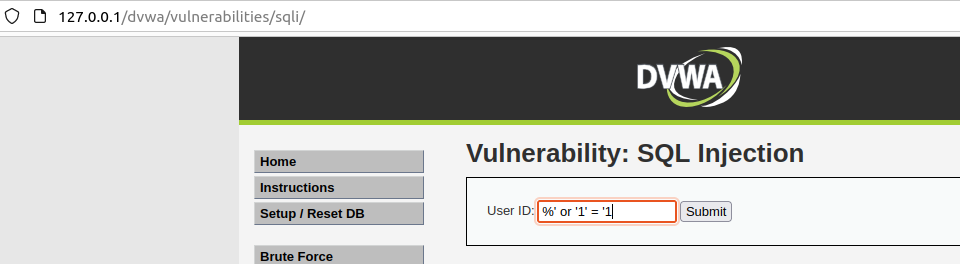 127.0.0.1/dvwa/vulnerabilities/sqli/
DVWA
Home
Instructions
Setup / Reset DB
Brute Force
Vulnerability: SQL Injection
User ID: %' or '1' = '1 Submit